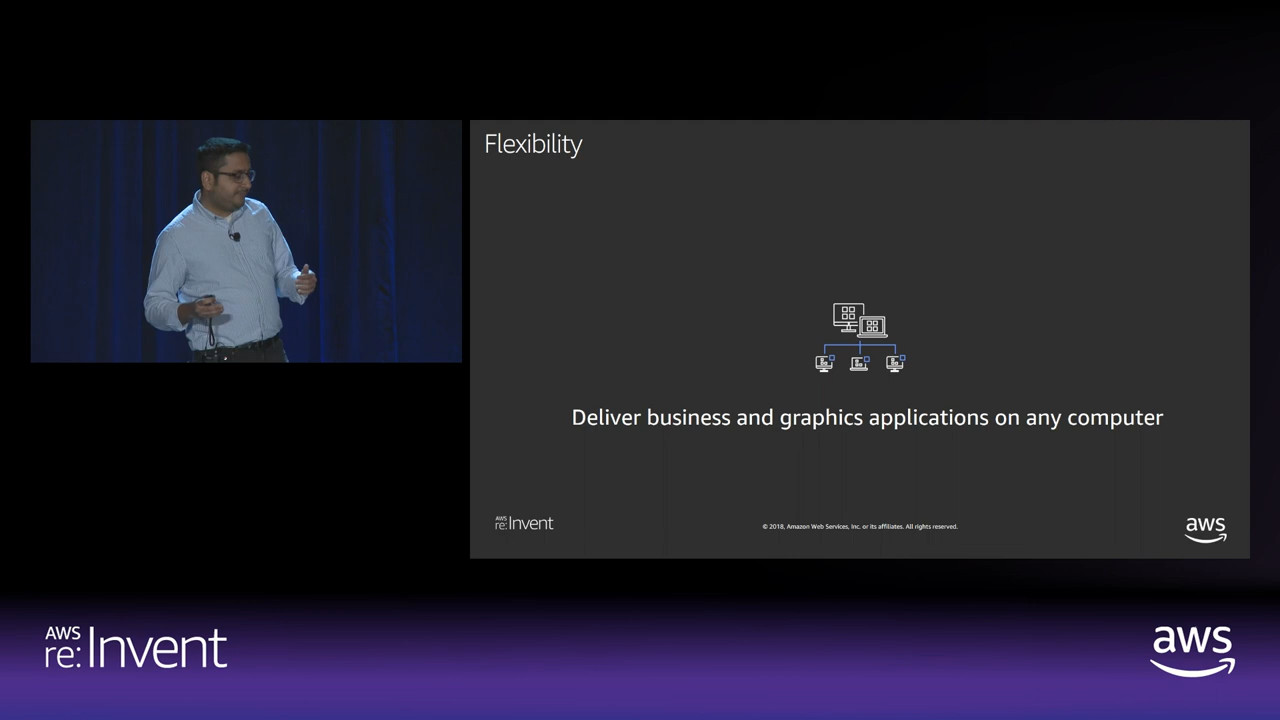 Flexibility
Deliver business and graphics applications on any computer
AWS
re:Invent
© 2018, Amazon Web Services, Inc. or its affiliates. All rights reserved.
aws
AWS
re:Invent
aws